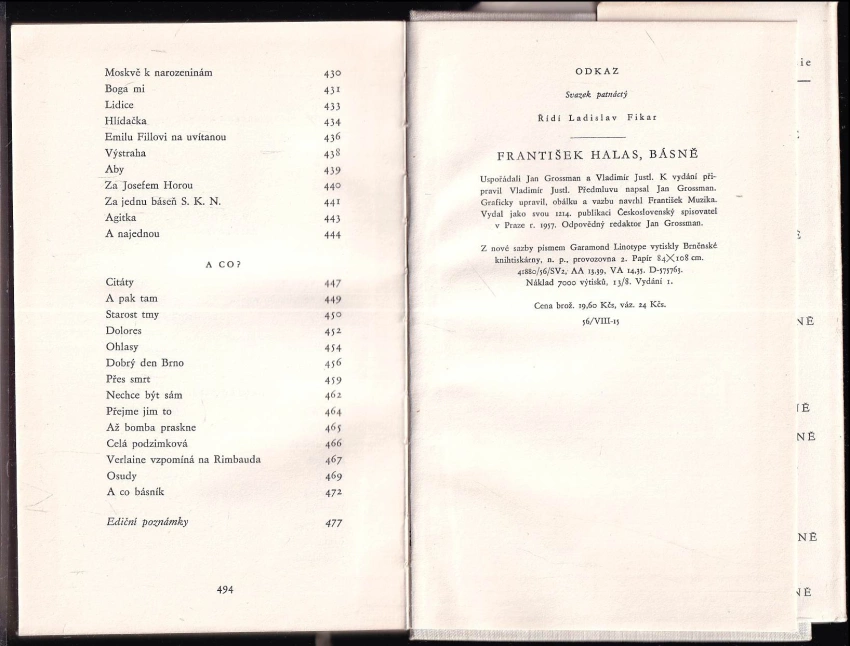 Moskvě k narozeninám 430
Boga mi 431
Lidice 433
Hlídačka 434
Emilu Fillovi na uvítanou 436
Výstraha 438
Aby 439
Za Josefem Horou 440
Za jednu báseň S. K. N. 441
Agitka 443
A najednou 444
A CO?
Citáty 447
A pak tam 449
Starost tmy 450
Dolores 452
Ohlasy 454
Dobrý den Brno 456
Přes smrt 459
Nechce být sám 462
Přejme jim to 464
Až bomba praskne 465
Celá podzimková 466
Verlaine vzpomíná na Rimbauda 467
Osudy 469
A co básník 472
Ediční poznámky 477
494
ODKAZ
Svazek patnáctý
Řídí Ladislav Fikar
FRANTIŠEK HALAS, BÁSNĚ
Uspořádali Jan Grossman a Vladimír Justl. K vydání při-
pravil Vladimír Justl. Předmluvu napsal Jan Grossman.
Graficky upravil, obálku a vazbu navrhl František Muzika.
Vydal jako svou 1214. publikaci Československý spisovatel
v Praze r. 1957. Odpovědný redaktor Jan Grossman.
Z nové sazby písmem Garamond Linotype vytiskly Brněnské
knihtiskárny, n. p., provozovna 2. Papír 84×108 cm.
41880/56/SV2, AA 13,59, VA 14,35. D-575763.
Náklad 7000 výtisků, 13/8. Vydání 1.
Cena brož. 19,60 Kčs, váz. 24 Kčs.
56/VIII-15
ie
NĚ
NĚ
NĚ